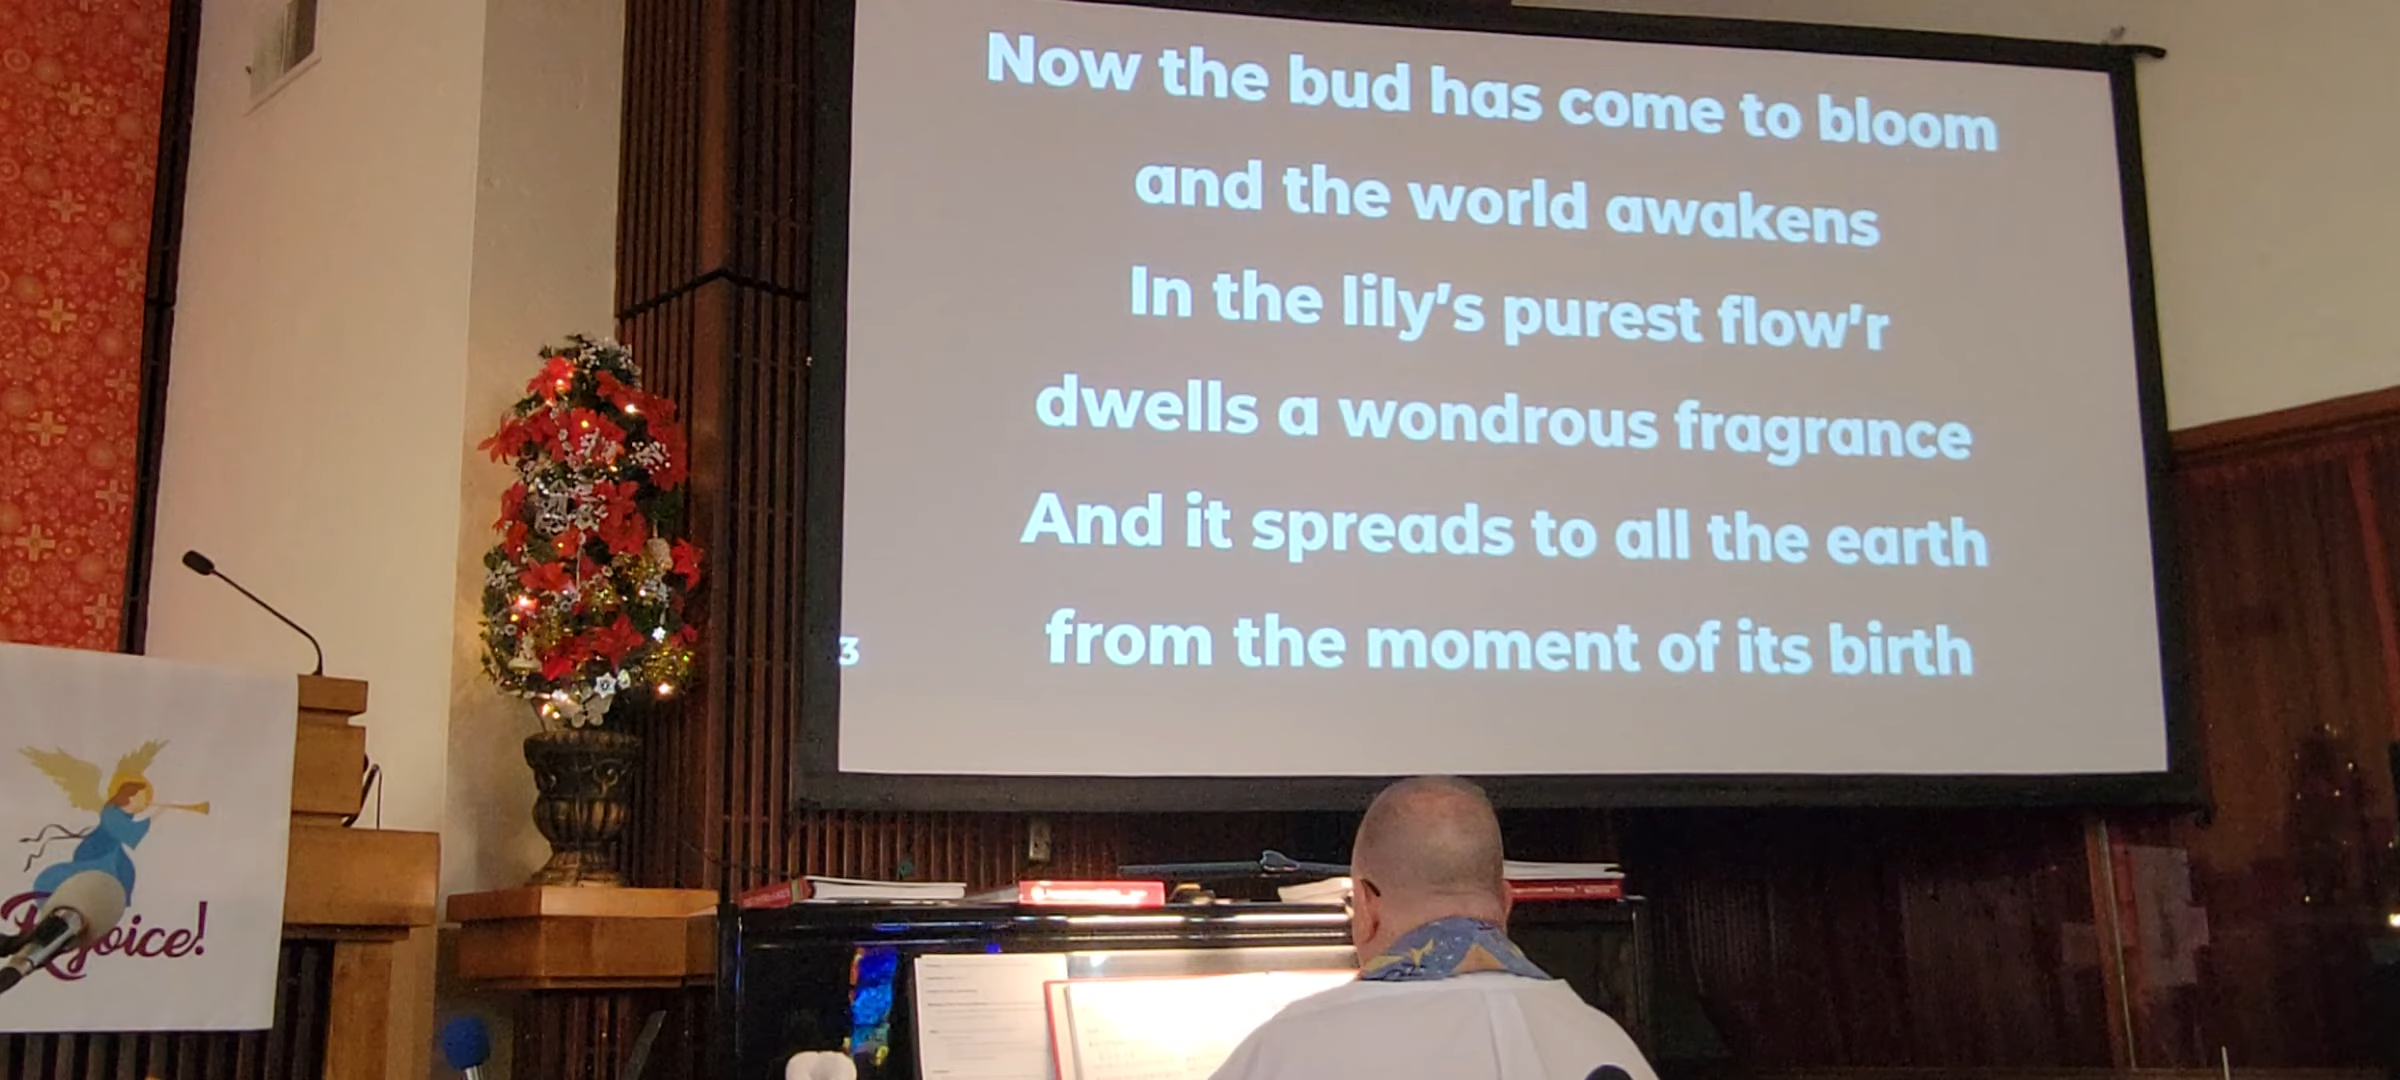 Now the bud has come to bloom
and the world awakens
In the lily's purest flow'r
dwells a wondrous fragrance
And it spreads to all the earth
from the moment of its birth
3
Rejoice!